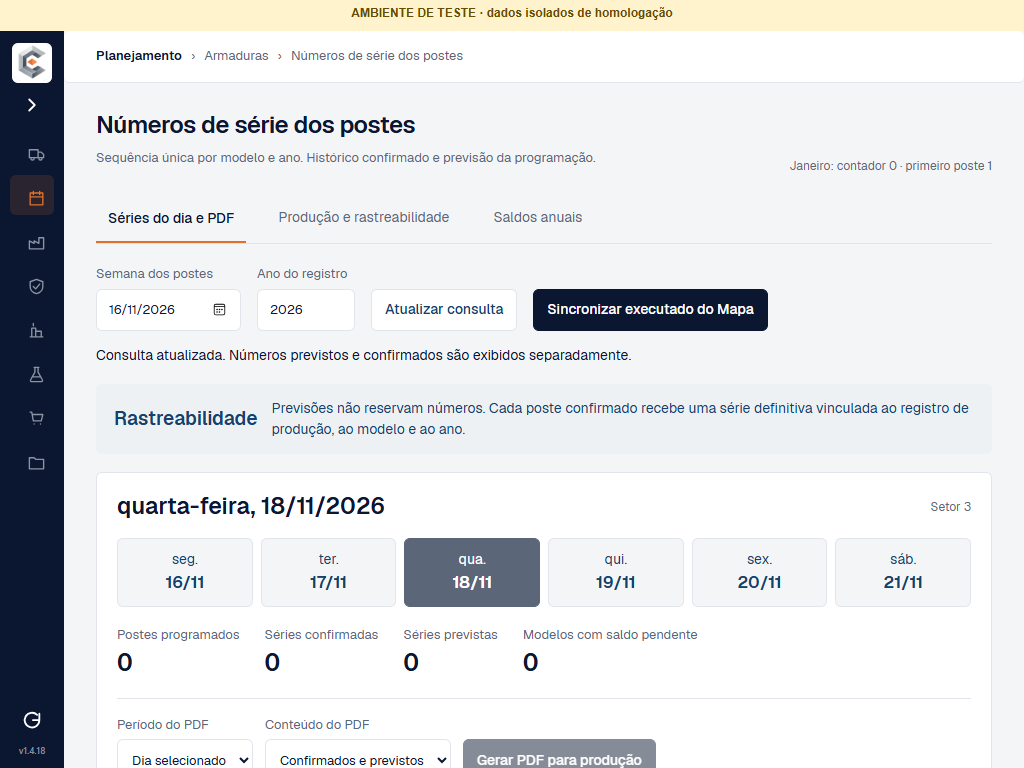 AMBIENTE DE TESTE · dados isolados de homologação
Planejamento › Armaduras › Números de série dos postes
Números de série dos postes
Sequência única por modelo e ano. Histórico confirmado e previsão da programação.
Janeiro: contador 0 · primeiro poste 1
Séries do dia e PDF
Produção e rastreabilidade
Saldos anuais
Semana dos postes
Ano do registro
16/11/2026
2026
Atualizar consulta
Sincronizar executado do Mapa
Consulta atualizada. Números previstos e confirmados são exibidos separadamente.
Rastreabilidade
Previsões não reservam números. Cada poste confirmado recebe uma série definitiva vinculada ao registro de
produção, ao modelo e ao ano.
quarta-feira, 18/11/2026
Setor 3
seg.
16/11
ter.
17/11
qua.
18/11
qui.
19/11
sex.
20/11
sáb.
21/11
Postes programados
0
Séries confirmadas
0
Séries previstas
0
Modelos com saldo pendente
0
Período do PDF
Conteúdo do PDF
Dia selecionado
Confirmados e previstos
Gerar PDF para produção
v1.4.18